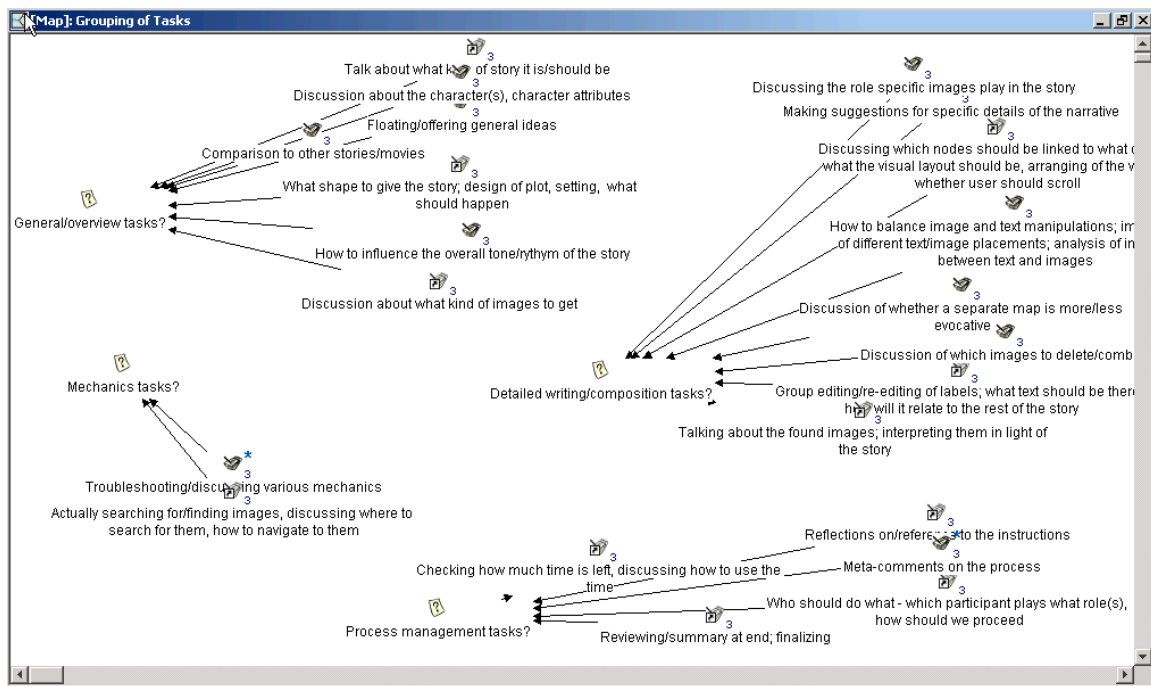 [Map]: Grouping of Tasks
3
Talk about what k of story it is/should be
3
Discussion about the character(s), character attributes
3
Floating/offering general ideas
3
Comparison to other stories/movies
3
What shape to give the story; design of plot, setting, what
should happen
General/overview tasks?
3
How to influence the overall tone/rythym of the story
3
Discussion about what kind of images to get
3
Discussing the role specific images play in the story
3
Making suggestions for specific details of the narrative
3
Discussing which nodes should be linked to what
what the visual layout should be, arranging of the
whether user should scroll
3
How to balance image and text manipulations;
of different text/image placements; analysis of
between text and images
3
Discussion of whether a separate map is more/less
evocative
3
Discussion of which images to delete/comb
3
Group editing/re-editing of labels; what text should be there
will it relate to the rest of the story
3
Talking about the found images; interpreting them in light of
the story
Detailed writing/composition tasks?
Mechanics tasks?
*
3
Troubleshooting/discussing various mechanics
3
Actually searching for/finding images, discussing where to
search for them, how to navigate to them
3
Reflections on/refere to the instructions
*
3
Meta-comments on the process
3
Who should do what - which participant plays what role(s),
how should we proceed
3
Checking how much time is left, discussing how to use the
time
3
Reviewing/summary at end; finalizing
Process management tasks?